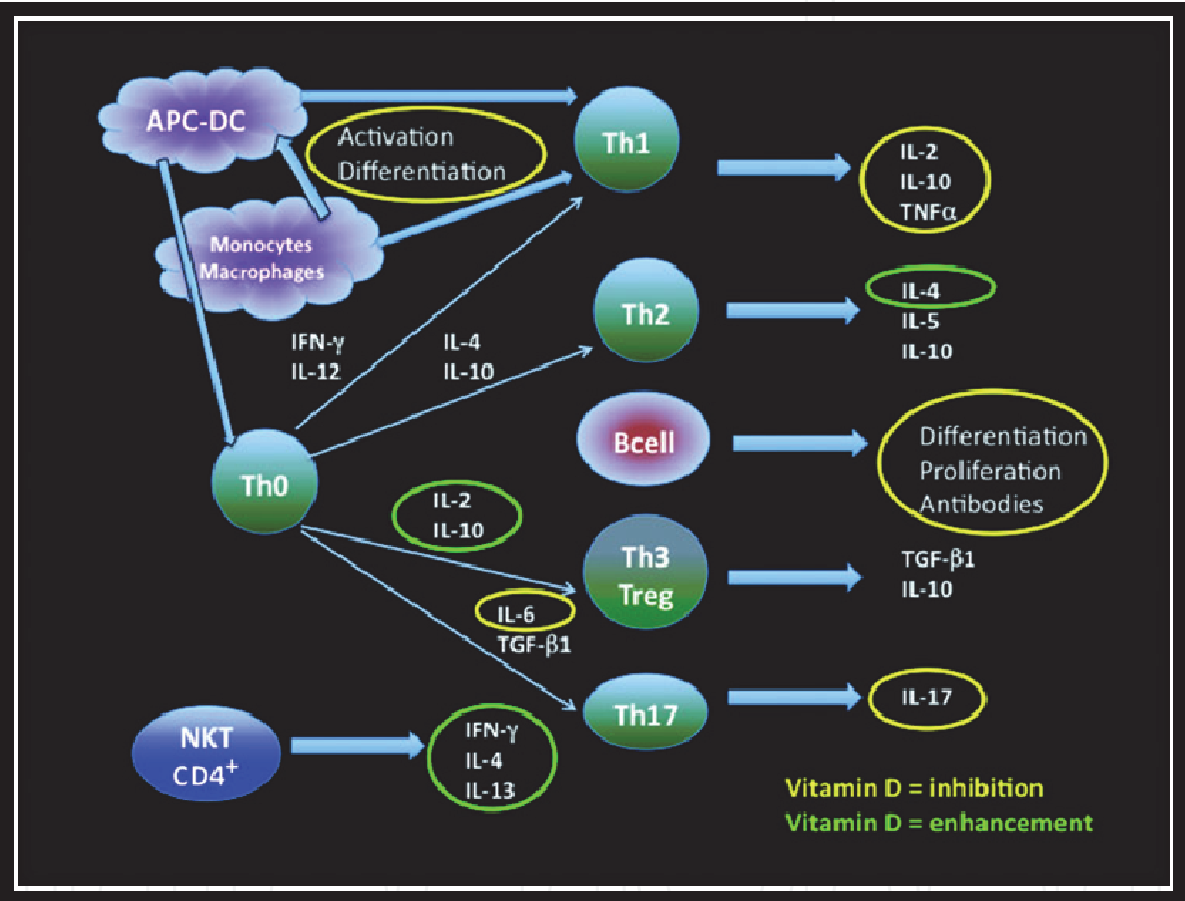 APC-DC
Activation
Differentiation
Th1
IL-2
IL-10
TNFα
Monocytes
Macrophages
Th2
IL-4
IL-5
IL-10
IFN-γ
IL-12
IL-4
IL-10
Bcell
Differentiation
Proliferation
Antibodies
Th0
IL-2
IL-10
Th3
Treg
TGF-β1
IL-10
IL-6
TGF-β1
Th17
IL-17
NKT
CD4⁺
IFN-γ
IL-4
IL-13
Vitamin D = inhibition
Vitamin D = enhancement